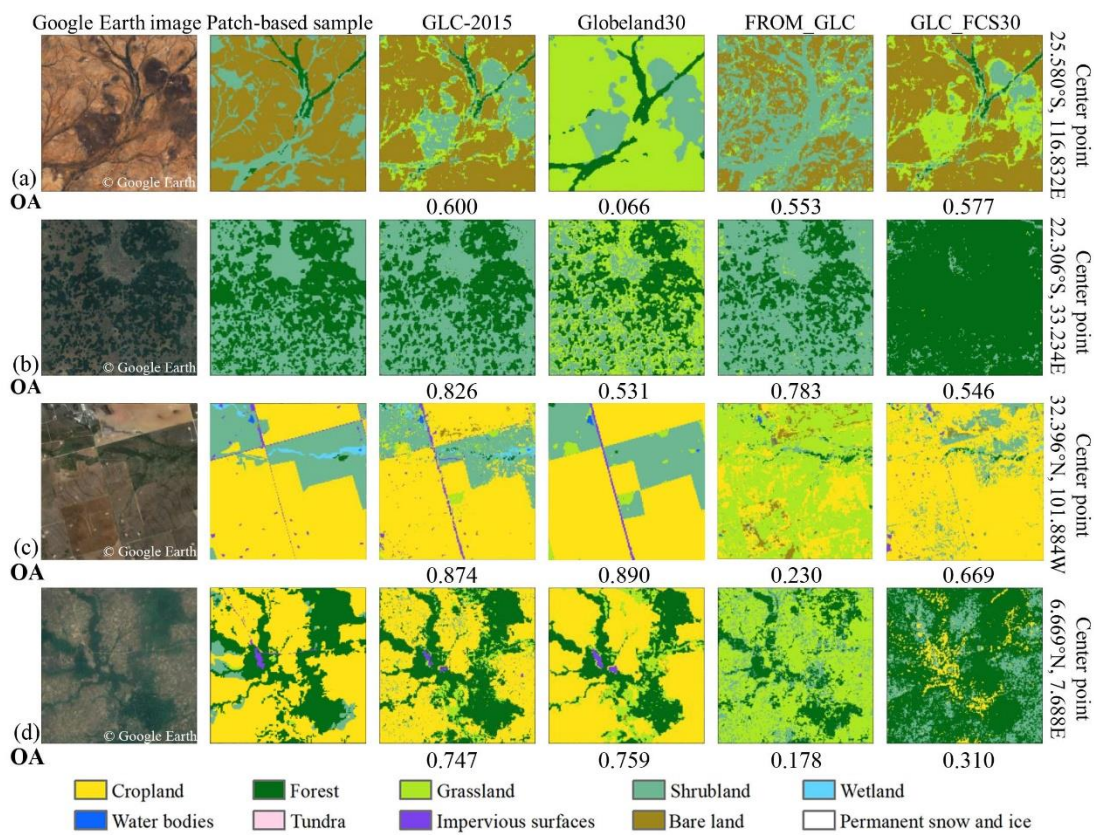 Google Earth image Patch-based sample GLC-2015 Globeland30 FROM_GLC GLC_FCS30
(a) © Google Earth
Center point
25.580°S, 116.832E
OA 0.600 0.066 0.553 0.577
(b) © Google Earth
Center point
22.306°S, 33.234E
OA 0.826 0.531 0.783 0.546
(c) © Google Earth
Center point
32.396°N, 101.884W
OA 0.874 0.890 0.230 0.669
(d) © Google Earth
Center point
6.669°N, 7.688E
OA 0.747 0.759 0.178 0.310
Cropland Forest Grassland Shrubland Wetland
Water bodies Tundra Impervious surfaces Bare land Permanent snow and ice